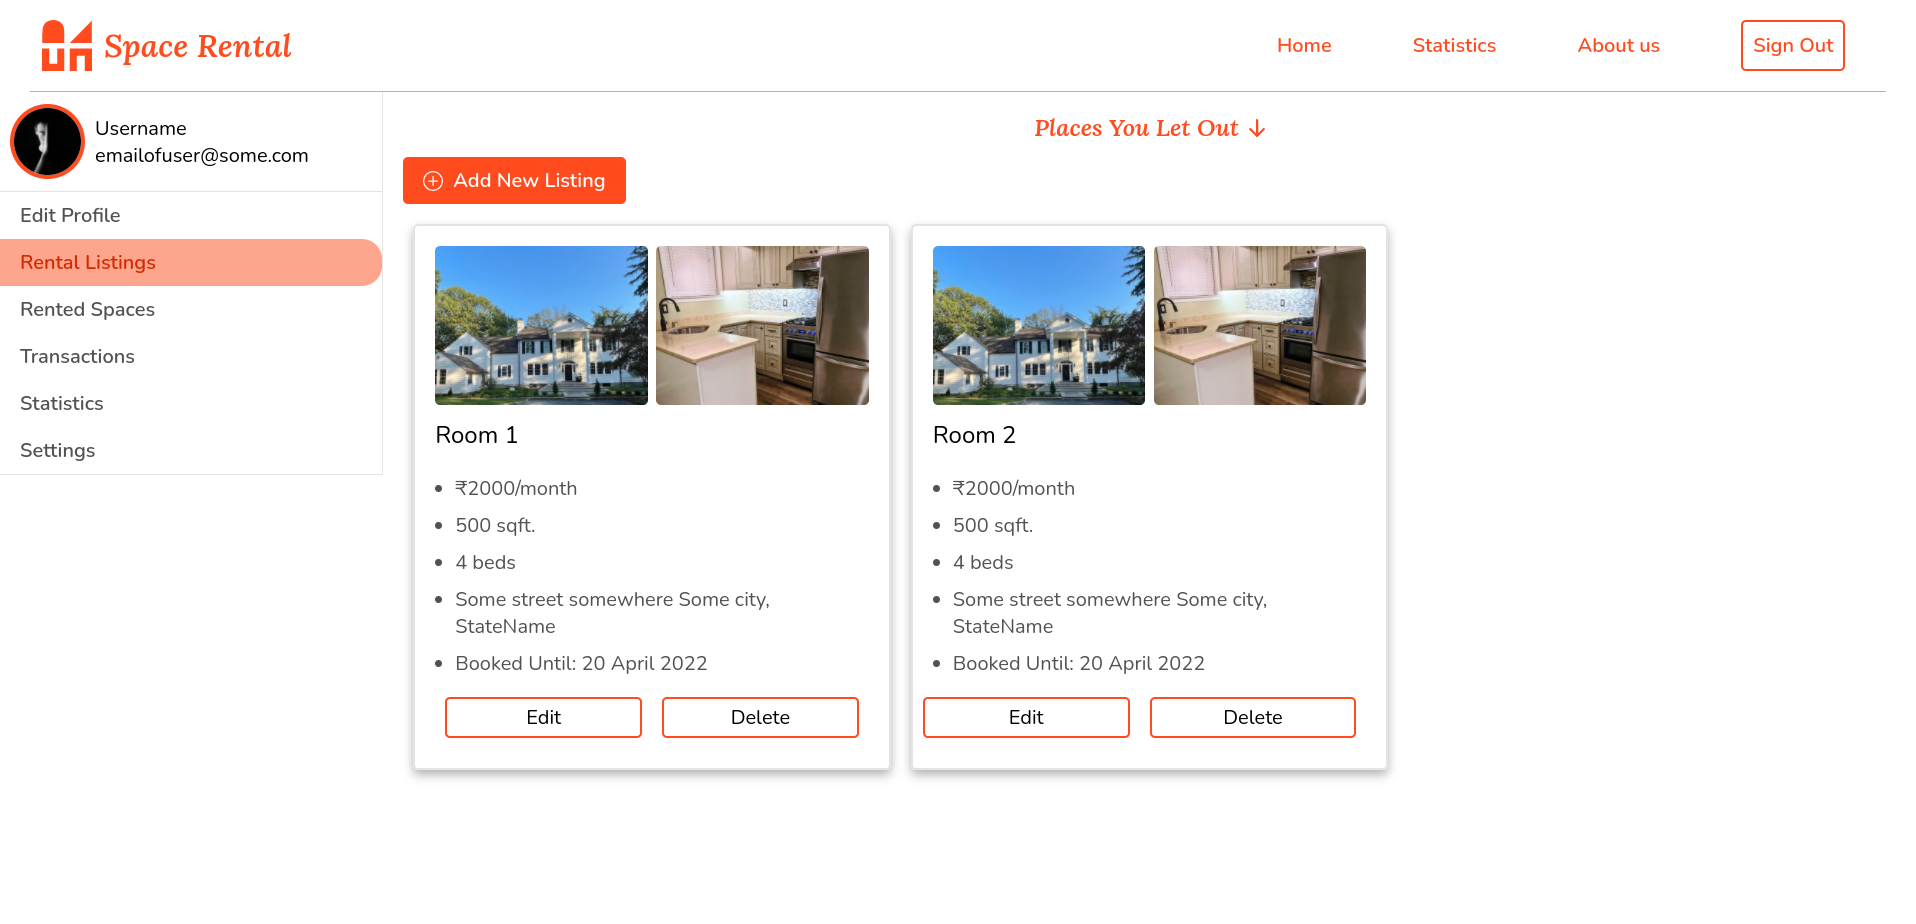 Space Rental
Home
Statistics
About us
Sign Out
Username
emailofuser@some.com
Edit Profile
Rental Listings
Rented Spaces
Transactions
Statistics
Settings
Places You Let Out
Add New Listing
Room 1
₹2000/month
500 sqft.
4 beds
Some street somewhere Some city,
StateName
Booked Until: 20 April 2022
Edit
Delete
Room 2
₹2000/month
500 sqft.
4 beds
Some street somewhere Some city,
StateName
Booked Until: 20 April 2022
Edit
Delete